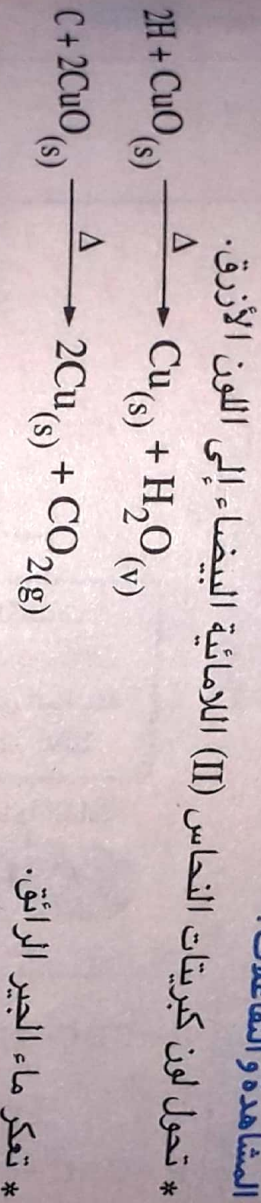 المشاهدة والتفاعلات
* تحول لون كبريتات النحاس (II) اللامائية البيضاء إلى اللون الأزرق.
2H + CuO(s) —Δ→ Cu(s) + H2O(v)
* تعكر ماء الجير الرائق.
C + 2CuO(s) —Δ→ 2Cu(s) + CO2(g)